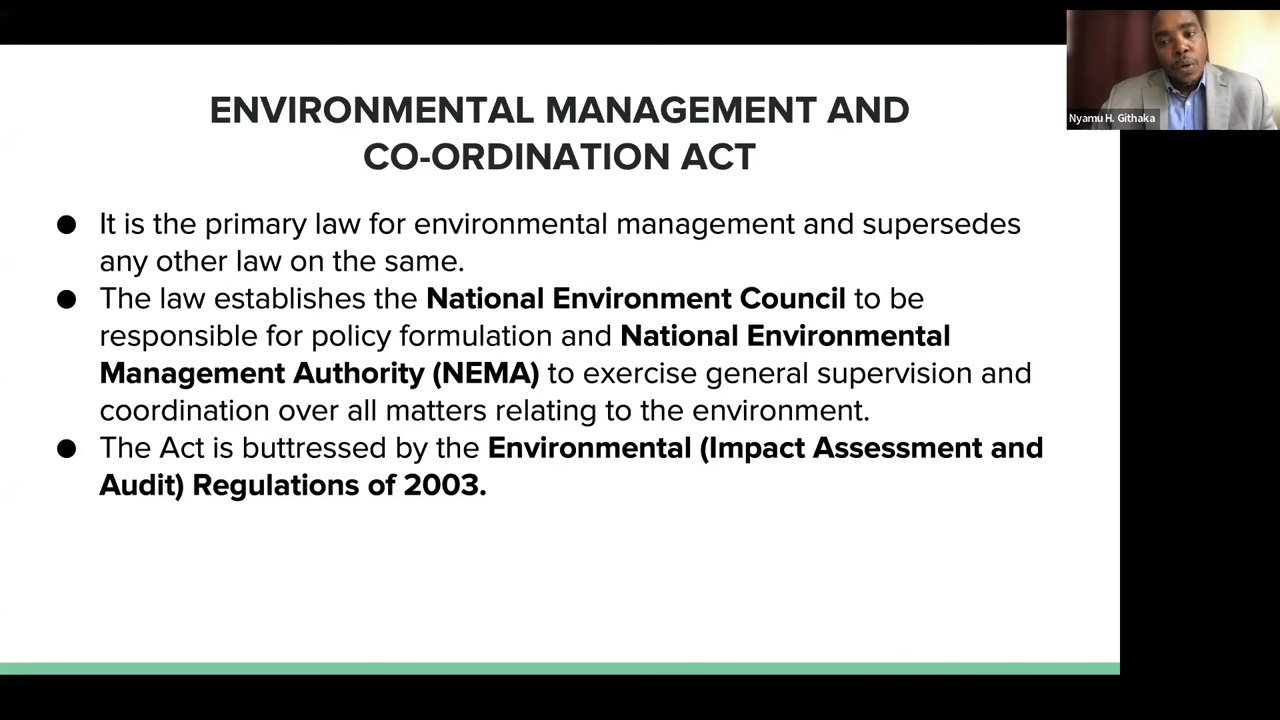 ENVIRONMENTAL MANAGEMENT AND
CO-ORDINATION ACT
● It is the primary law for environmental management and supersedes
any other law on the same.
● The law establishes the National Environment Council to be
responsible for policy formulation and National Environmental
Management Authority (NEMA) to exercise general supervision and
coordination over all matters relating to the environment.
● The Act is buttressed by the Environmental (Impact Assessment and
Audit) Regulations of 2003.
Nyamu H. Githaka